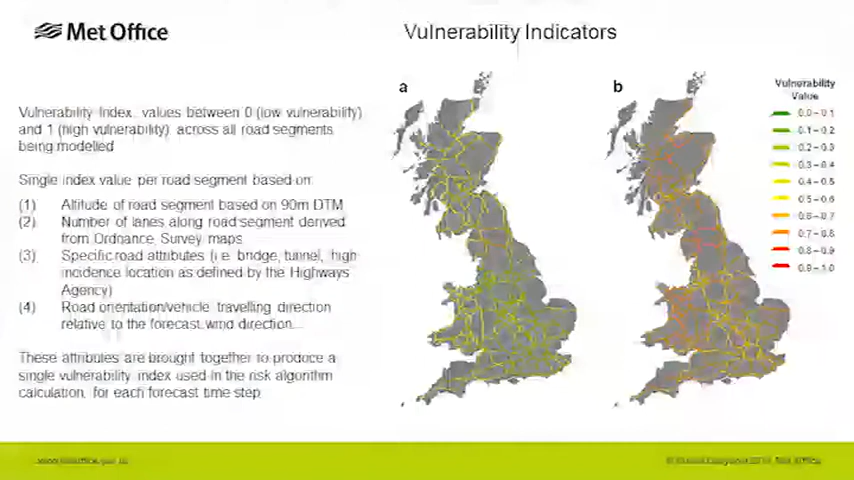 Met Office
Vulnerability Indicators
Vulnerability Index, values between 0 (low vulnerability)
and 1 (high vulnerability) across all road segments
being modelled
Single index value per road segment based on
(1) Altitude of road segment based on 90m DTM
(2) Number of lanes along road segment derived
from Ordnance Survey maps
(3) Specific road attributes (i.e. bridge, tunnel, high
incidence location as defined by the Highways
Agency)
(4) Road orientation/vehicle travelling direction
relative to the forecast wind direction...
These attributes are brought together to produce a
single vulnerability index used in the risk algorithm
calculation, for each forecast time step
a
b
Vulnerability
Value
0.0 – 0.1
0.1 – 0.2
0.2 – 0.3
0.3 – 0.4
0.4 – 0.5
0.5 – 0.6
0.6 – 0.7
0.7 – 0.8
0.8 – 0.9
0.9 – 1.0
www.metoffice.gov.uk
Met Office